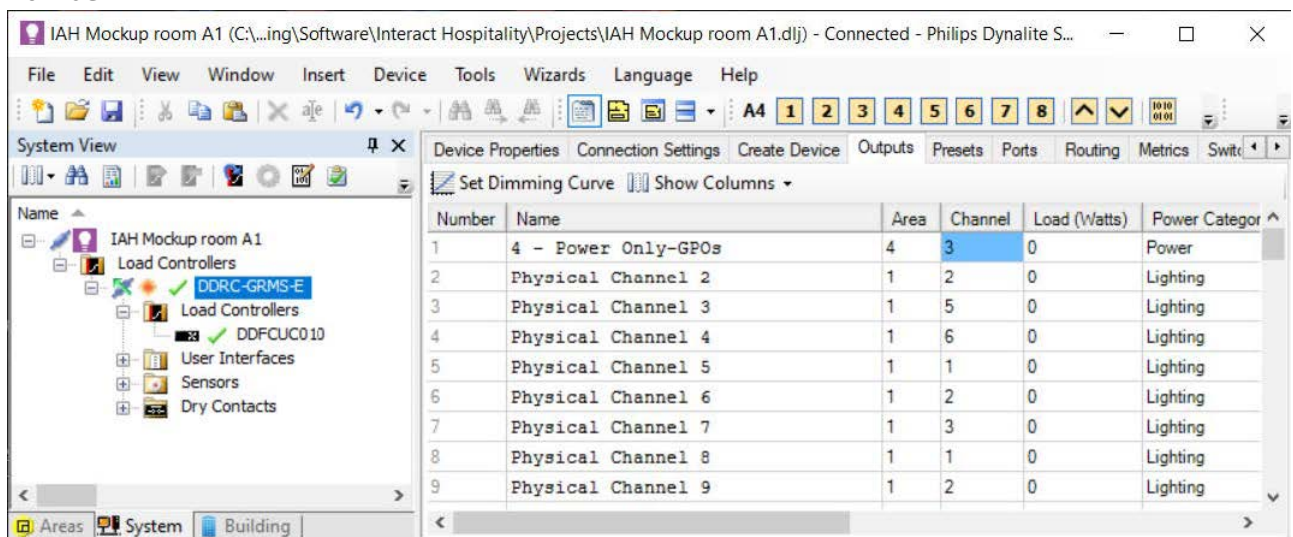 IAH Mockup room A1 (C:\...ing\Software\Interact Hospitality\Projects\IAH Mockup room A1.dlj) - Connected - Philips Dynalite S...
File Edit View Window Insert Device Tools Wizards Language Help
A4 1 2 3 4 5 6 7 8
System View
Device Properties Connection Settings Create Device Outputs Presets Ports Routing Metrics Switc
Set Dimming Curve Show Columns
Name
IAH Mockup room A1
Load Controllers
DDRC-GRMS-E
Load Controllers
DDFCUC010
User Interfaces
Sensors
Dry Contacts
Number Name Area Channel Load (Watts) Power Categor
1 4 - Power Only-GPOs 4 3 0 Power
2 Physical Channel 2 1 2 0 Lighting
3 Physical Channel 3 1 5 0 Lighting
4 Physical Channel 4 1 6 0 Lighting
5 Physical Channel 5 1 1 0 Lighting
6 Physical Channel 6 1 2 0 Lighting
7 Physical Channel 7 1 3 0 Lighting
8 Physical Channel 8 1 1 0 Lighting
9 Physical Channel 9 1 2 0 Lighting
Areas System Building